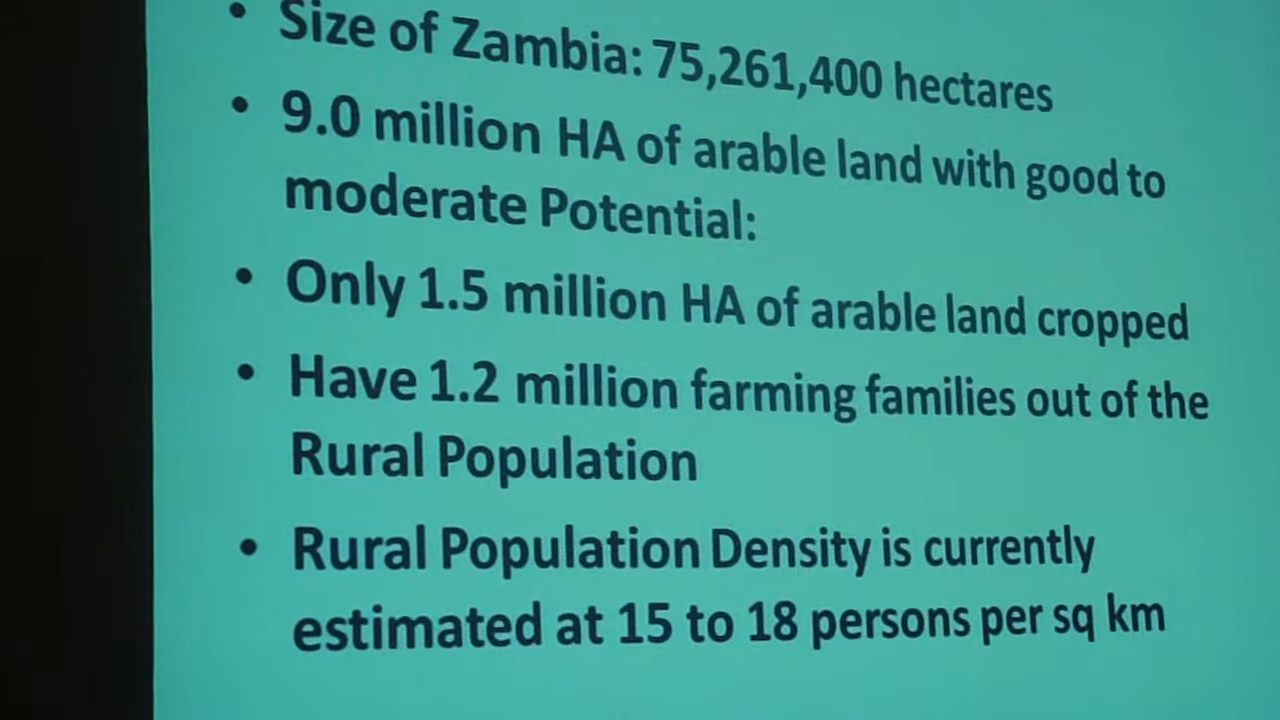 • Size of Zambia: 75,261,400 hectares
• 9.0 million HA of arable land with good to
moderate Potential:
• Only 1.5 million HA of arable land cropped
• Have 1.2 million farming families out of the
Rural Population
• Rural Population Density is currently
estimated at 15 to 18 persons per sq km